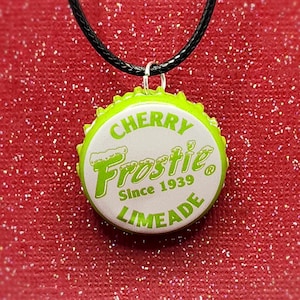 CHERRY
Frostie®
Since 1939
LIMEADE